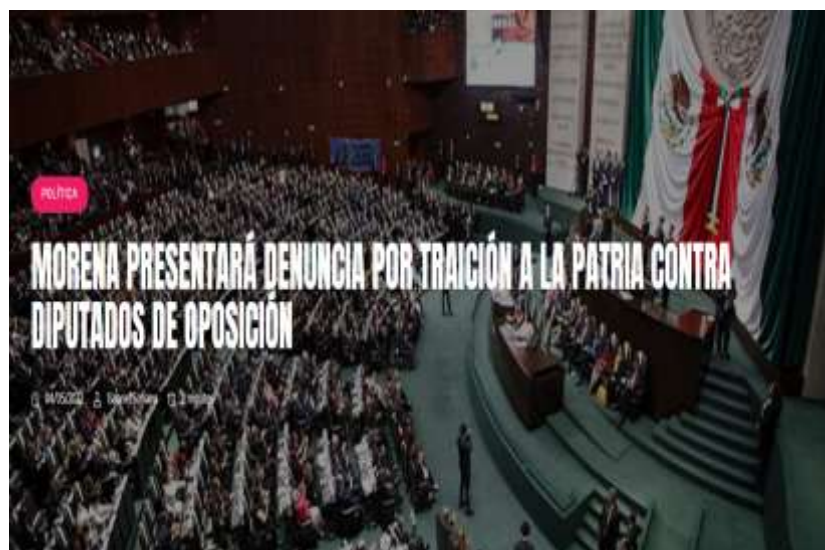 POLÍTICA
MORENA PRESENTARÁ DENUNCIA POR TRAICIÓN A LA PATRIA CONTRA
DIPUTADOS DE OPOSICIÓN